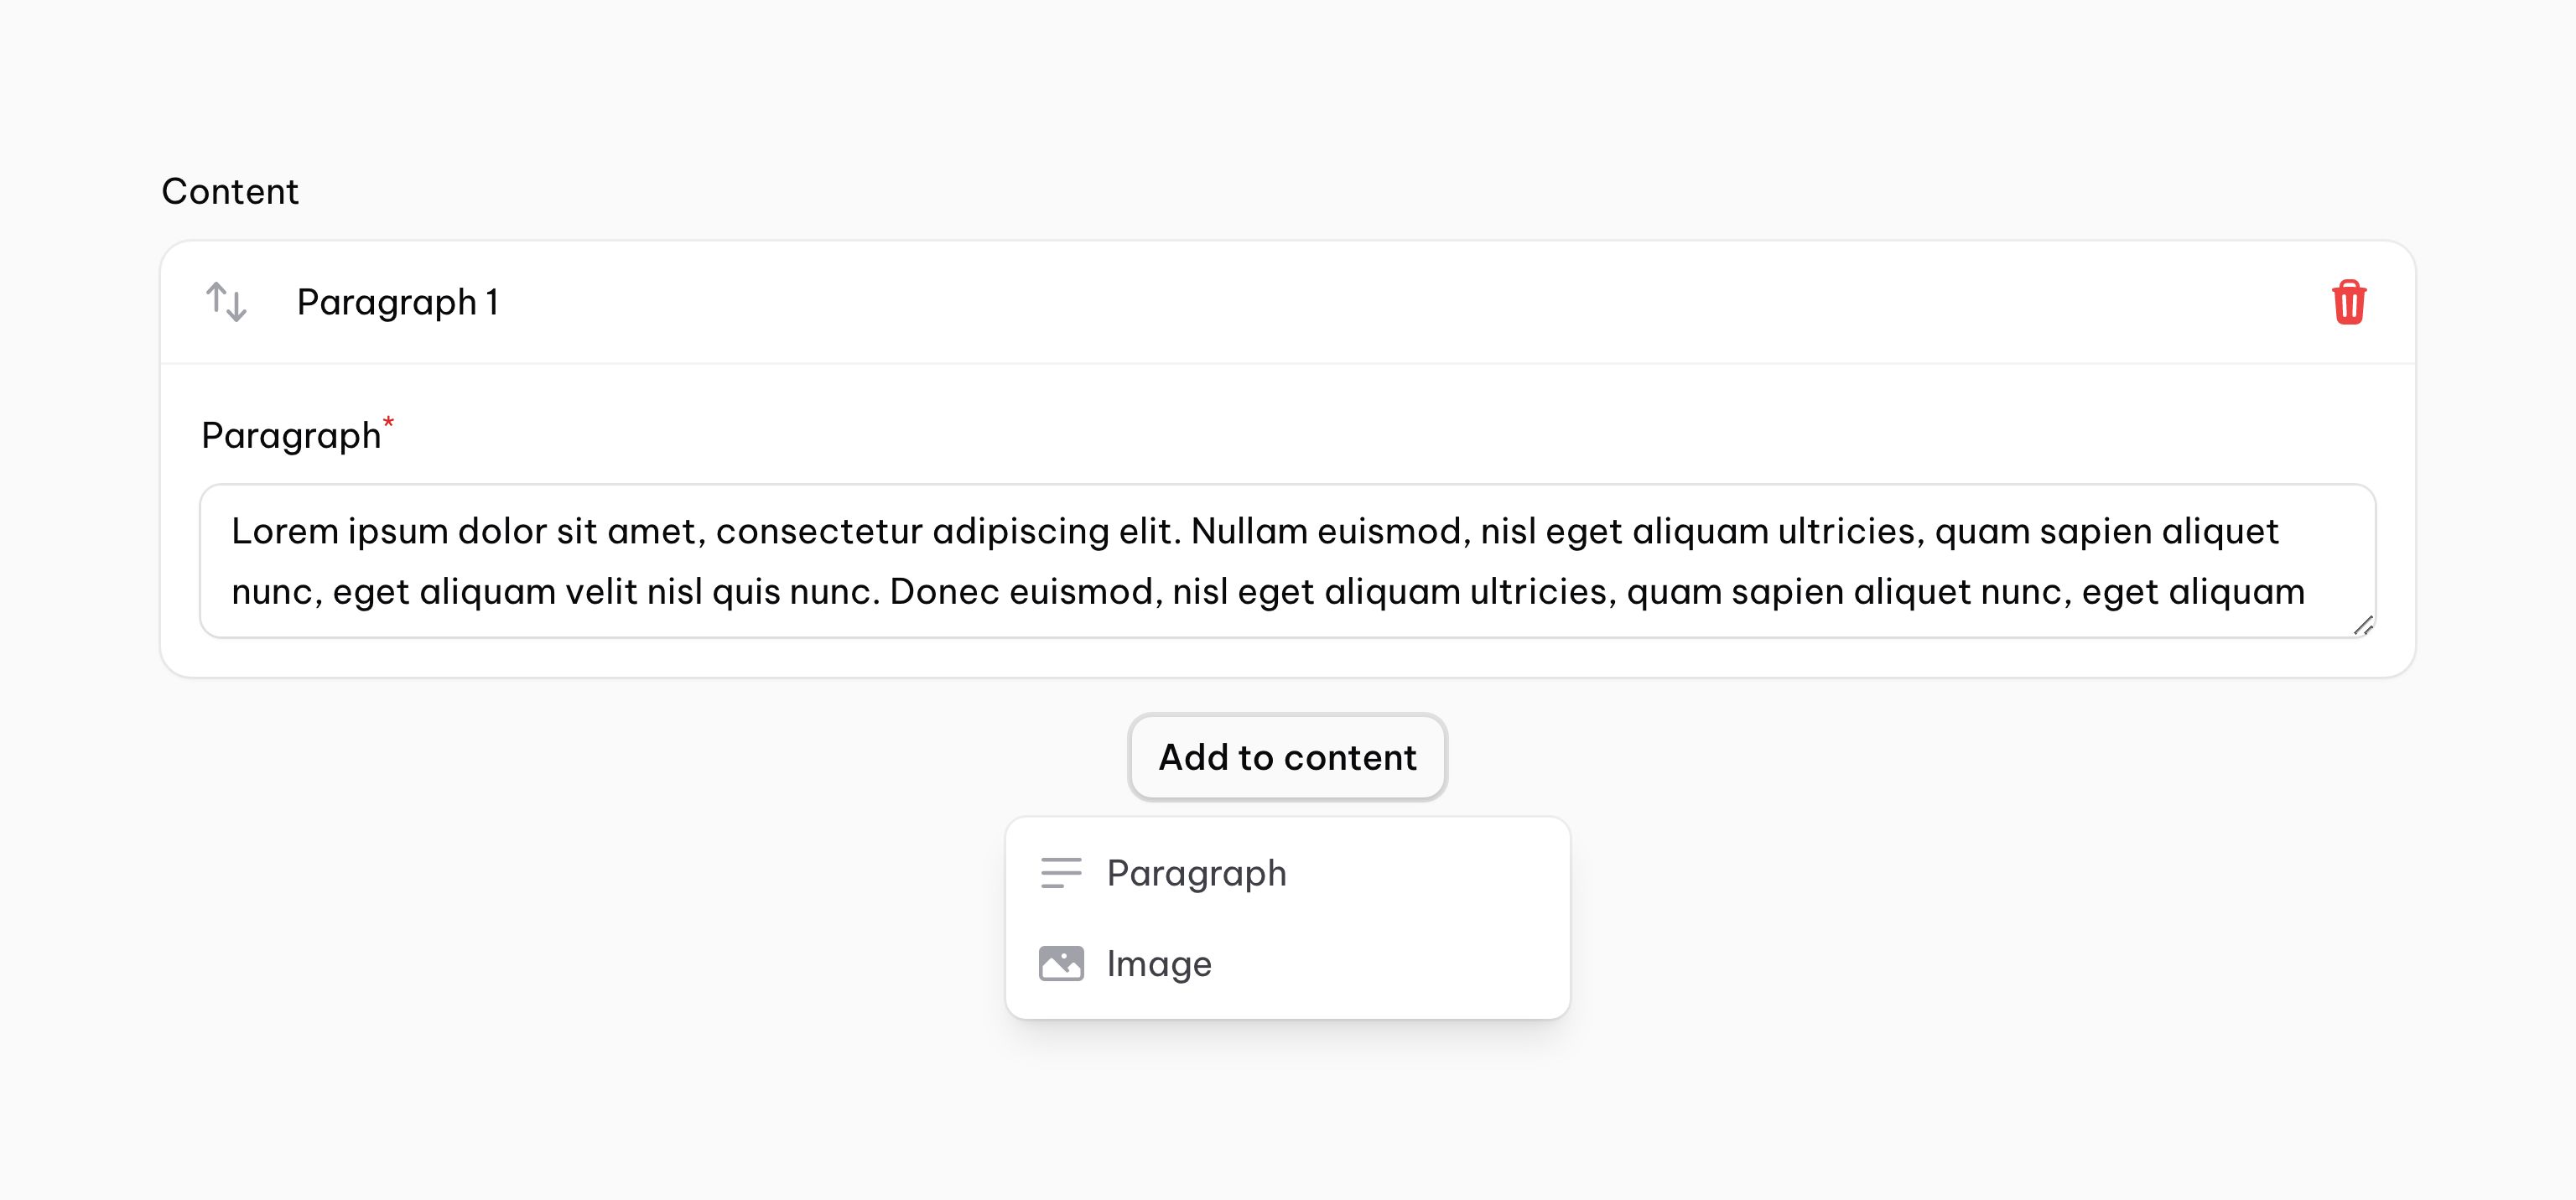 Content
Paragraph 1
Paragraph*
Lorem ipsum dolor sit amet, consectetur adipiscing elit. Nullam euismod, nisl eget aliquam ultricies, quam sapien aliquet
nunc, eget aliquam velit nisl quis nunc. Donec euismod, nisl eget aliquam ultricies, quam sapien aliquet nunc, eget aliquam
Add to content
Paragraph
Image